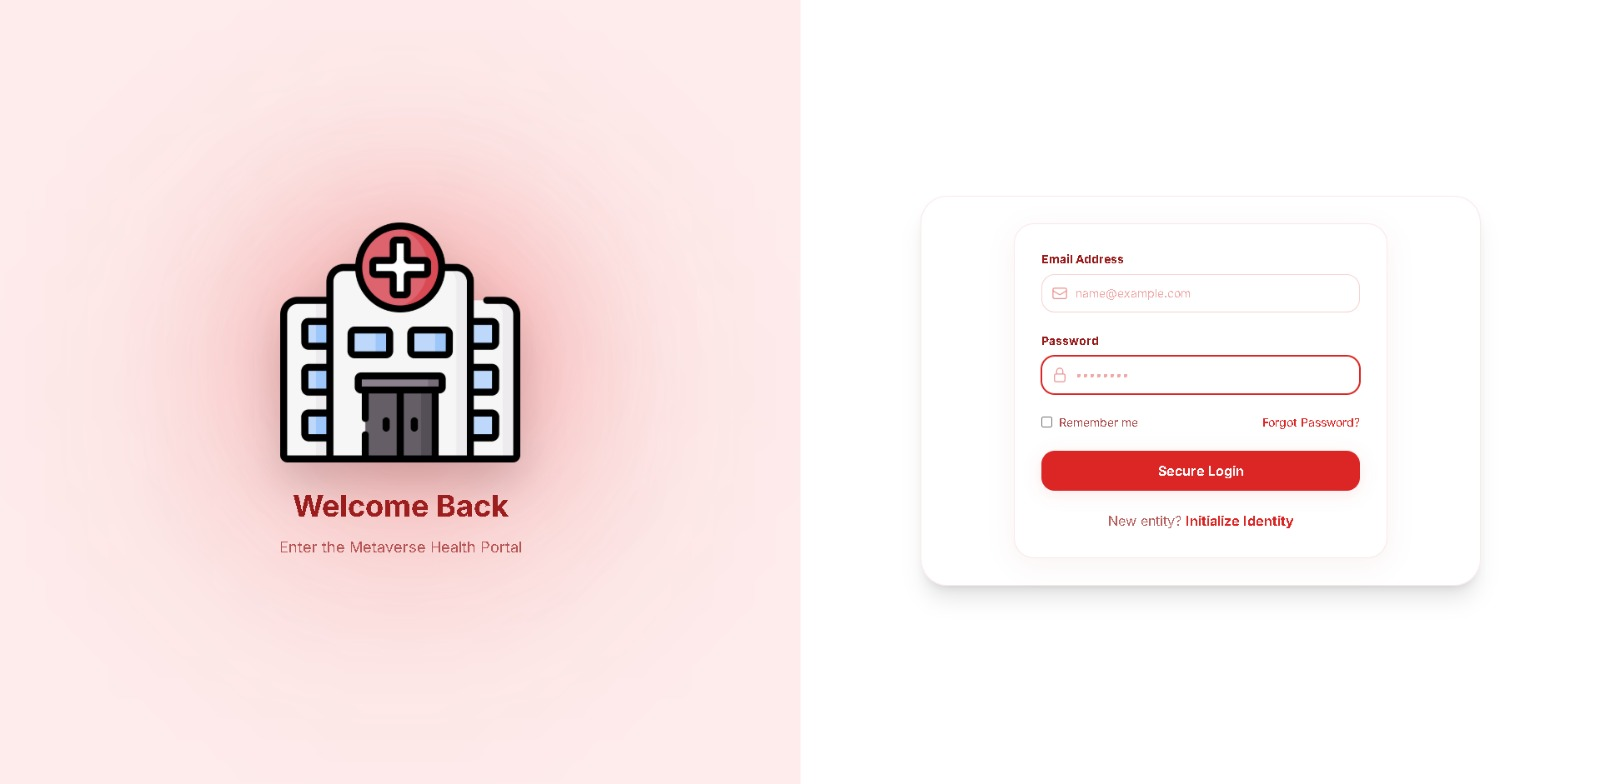 Welcome Back
Enter the Metaverse Health Portal
Email Address
name@example.com
Password
••••••••
Remember me
Forgot Password?
Secure Login
New entity? Initialize Identity